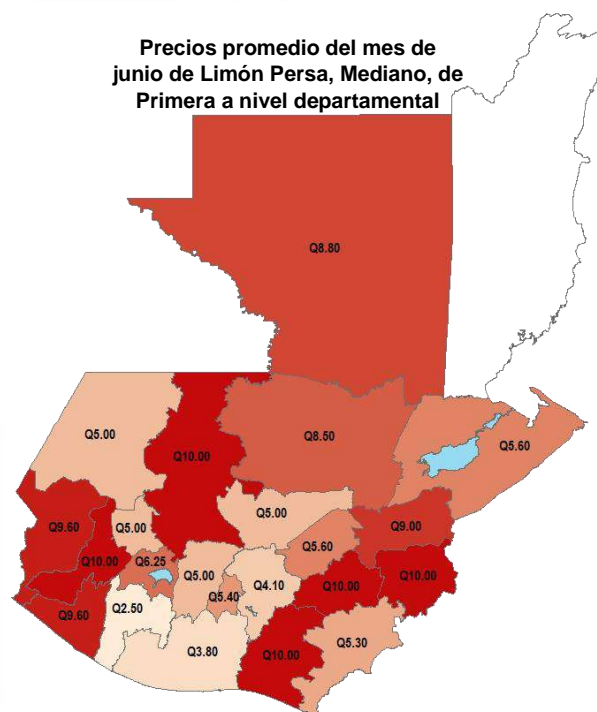 Precios promedio del mes de
junio de Limón Persa, Mediano, de
Primera a nivel departamental
Q8.80
Q5.00
Q10.00
Q8.50
Q5.60
Q9.60
Q5.00
Q5.00
Q9.00
Q10.00
Q6.25
Q5.00
Q5.60
Q10.00
Q10.00
Q4.10
Q5.40
Q9.60
Q2.50
Q3.80
Q10.00
Q5.30